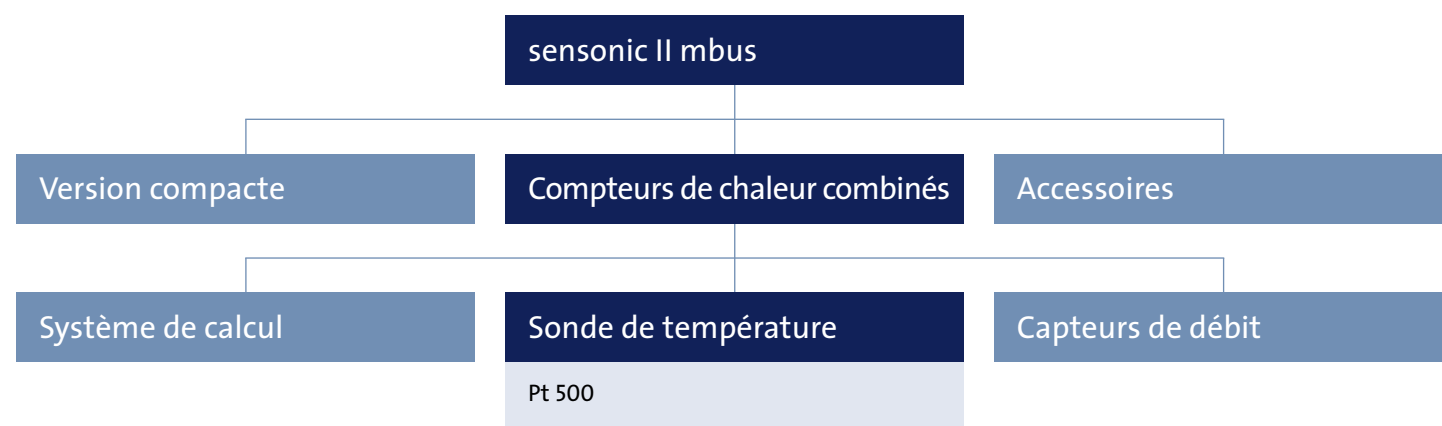 sensonic II mbus
Version compacte
Compteurs de chaleur combinés
Accessoires
Système de calcul
Sonde de température
Capteurs de débit
Pt 500